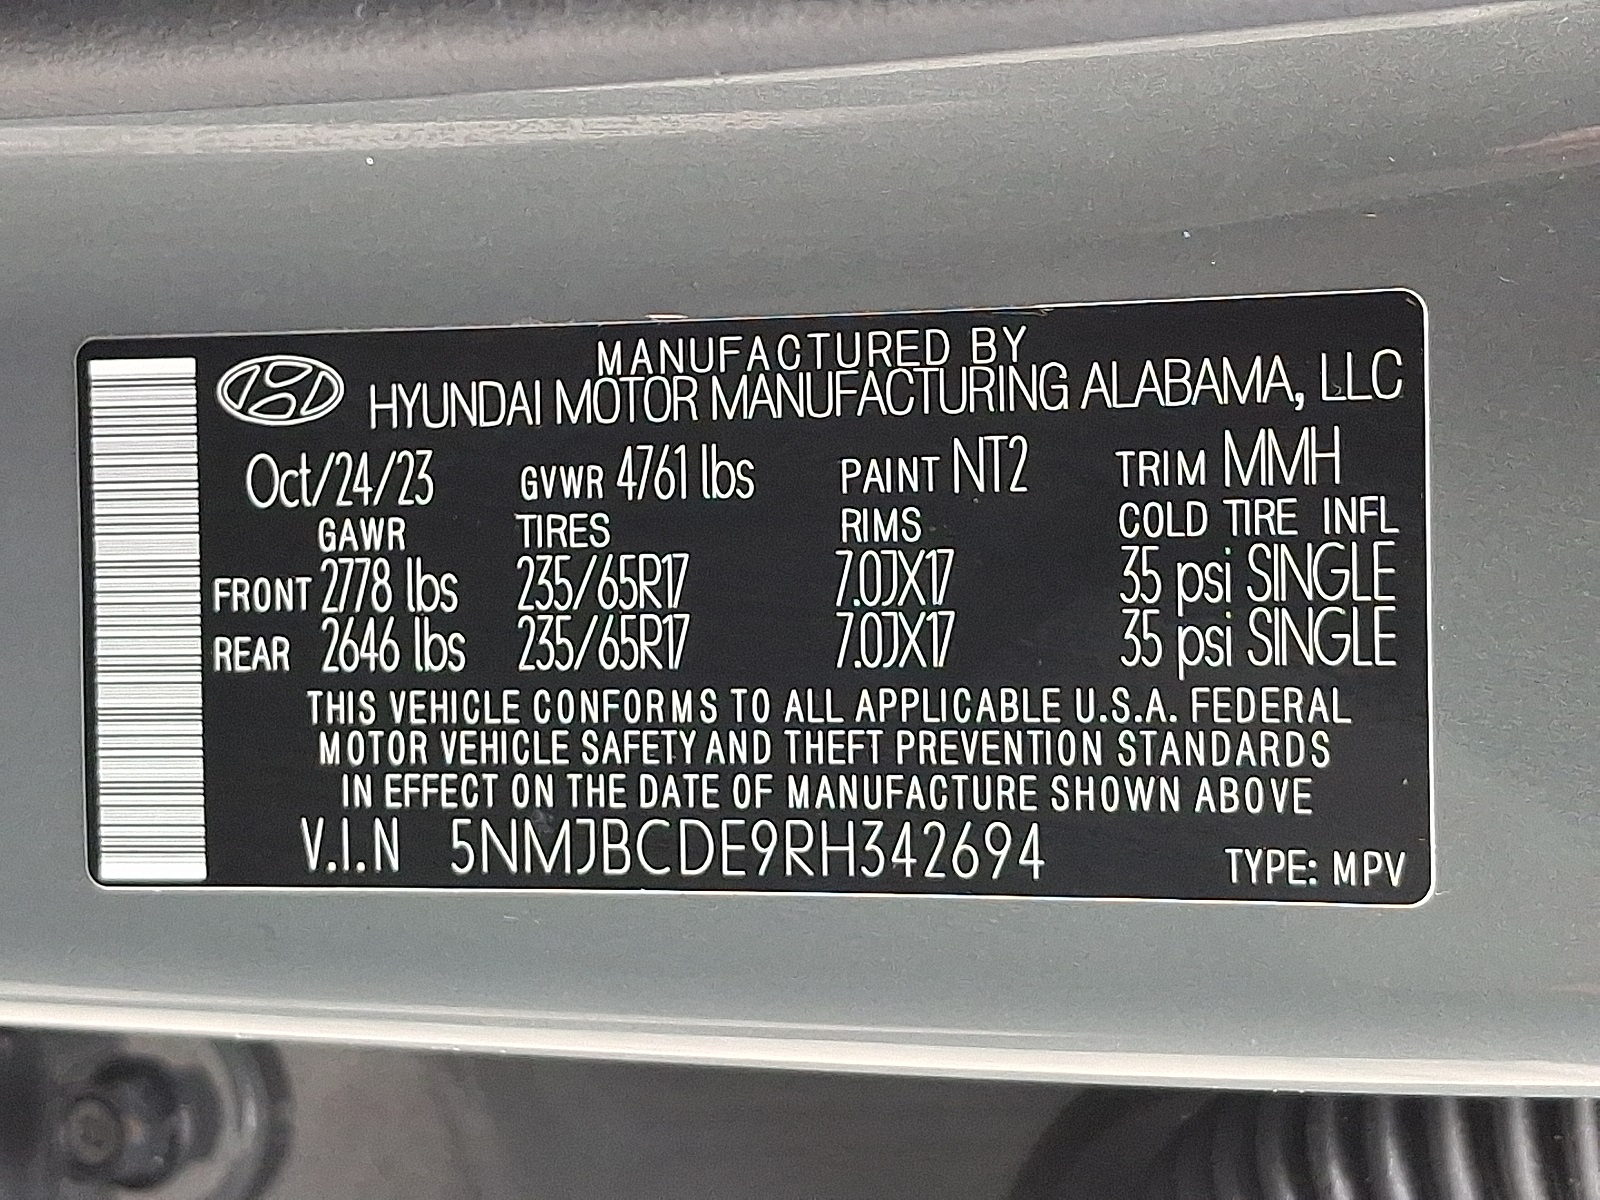 MANUFACTURED BY
HYUNDAI MOTOR MANUFACTURING ALABAMA, LLC
Oct/24/23 GVWR 4761 lbs PAINT NT2 TRIM MMH
GAWR TIRES RIMS COLD TIRE INFL
FRONT 2778 lbs 235/65R17 7.0JX17 35 psi SINGLE
REAR 2646 lbs 235/65R17 7.0JX17 35 psi SINGLE
THIS VEHICLE CONFORMS TO ALL APPLICABLE U.S.A. FEDERAL
MOTOR VEHICLE SAFETY AND THEFT PREVENTION STANDARDS
IN EFFECT ON THE DATE OF MANUFACTURE SHOWN ABOVE
V.I.N 5NMJBCDE9RH342694 TYPE: MPV